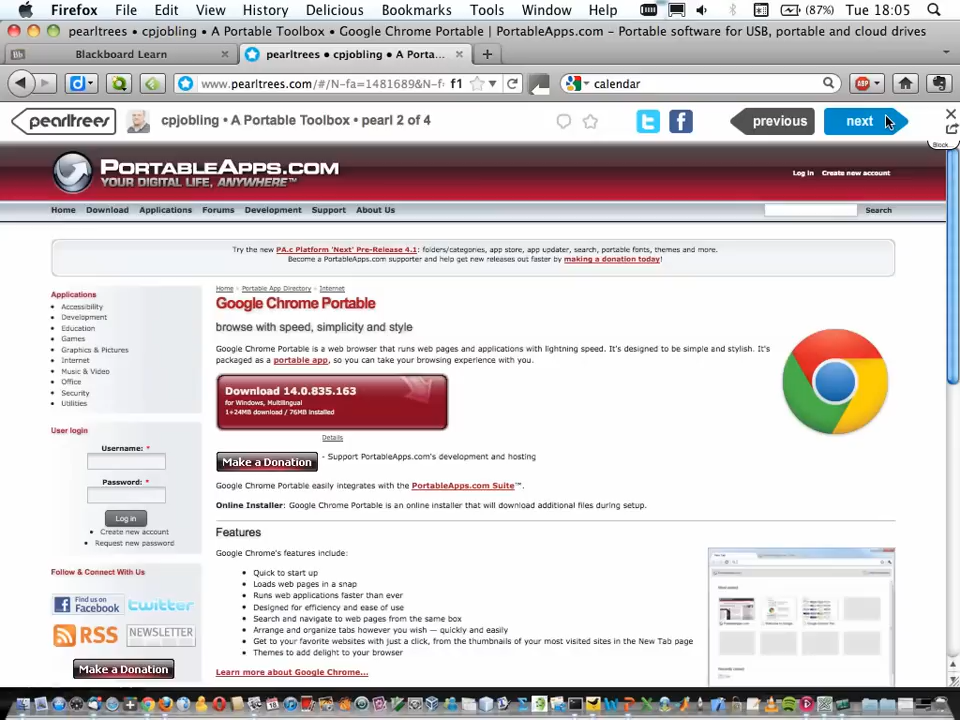 Firefox File Edit View History Delicious Bookmarks Tools Window Help (87%) Tue 18:05
pearltrees • cpjobling • A Portable Toolbox • Google Chrome Portable | PortableApps.com - Portable software for USB, portable and cloud drives
Bb Blackboard Learn × pearltrees • cpjobling • A Porta... × +
www.pearltrees.com/#/N-fa=1481689&N-f f1 calendar ABP
pearltrees cpjobling • A Portable Toolbox • pearl 2 of 4 previous next
Block
PORTABLEAPPS.COM
YOUR DIGITAL LIFE, ANYWHERE™
Log in Create new account
Home Download Applications Forums Development Support About Us Search
Try the new PA.c Platform 'Next' Pre-Release 4.1: folders/categories, app store, app updater, search, portable fonts, themes and more.
Become a PortableApps.com supporter and help get new releases out faster by making a donation today!
Applications
Accessibility
Development
Education
Games
Graphics & Pictures
Internet
Music & Video
Office
Security
Utilities
User login
Username: *
Password: *
Log in
Create new account
Request new password
Follow & Connect With Us
Find us on Facebook twitter
RSS NEWSLETTER
Make a Donation
Home » Portable App Directory » Internet
Google Chrome Portable
browse with speed, simplicity and style
Google Chrome Portable is a web browser that runs web pages and applications with lightning speed. It's designed to be simple and stylish. It's
packaged as a portable app, so you can take your browsing experience with you.
Download 14.0.835.163
for Windows, Multilingual
1+24MB download / 76MB installed
Details
Make a Donation - Support PortableApps.com's development and hosting
Google Chrome Portable easily integrates with the PortableApps.com Suite™.
Online Installer: Google Chrome Portable is an online installer that will download additional files during setup.
Features
Google Chrome's features include:
Quick to start up
Loads web pages in a snap
Runs web applications faster than ever
Designed for efficiency and ease of use
Search and navigate to web pages from the same box
Arrange and organize tabs however you wish — quickly and easily
Get to your favorite websites with just a click, from the thumbnails of your most visited sites in the New Tab page
Themes to add delight to your browser
Learn more about Google Chrome...